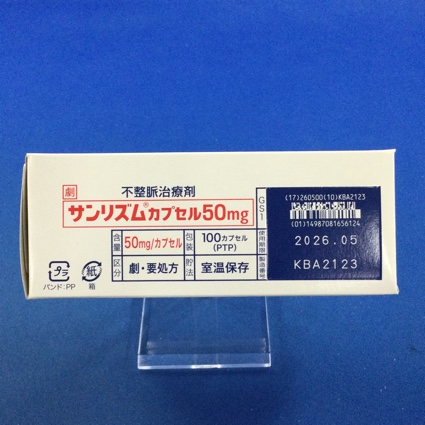 劇
不整脈治療剤
サンリズム®カプセル50mg
含量 50mg/カプセル
包装 100カプセル
(PTP)
区分 劇・要処方
貯法 室温保存
プラ
バンド:PP
紙
箱
GS1
使用期限
製造番号
(17)260500(10)KBA2123
(01)14987081656124
2026.05
KBA2123